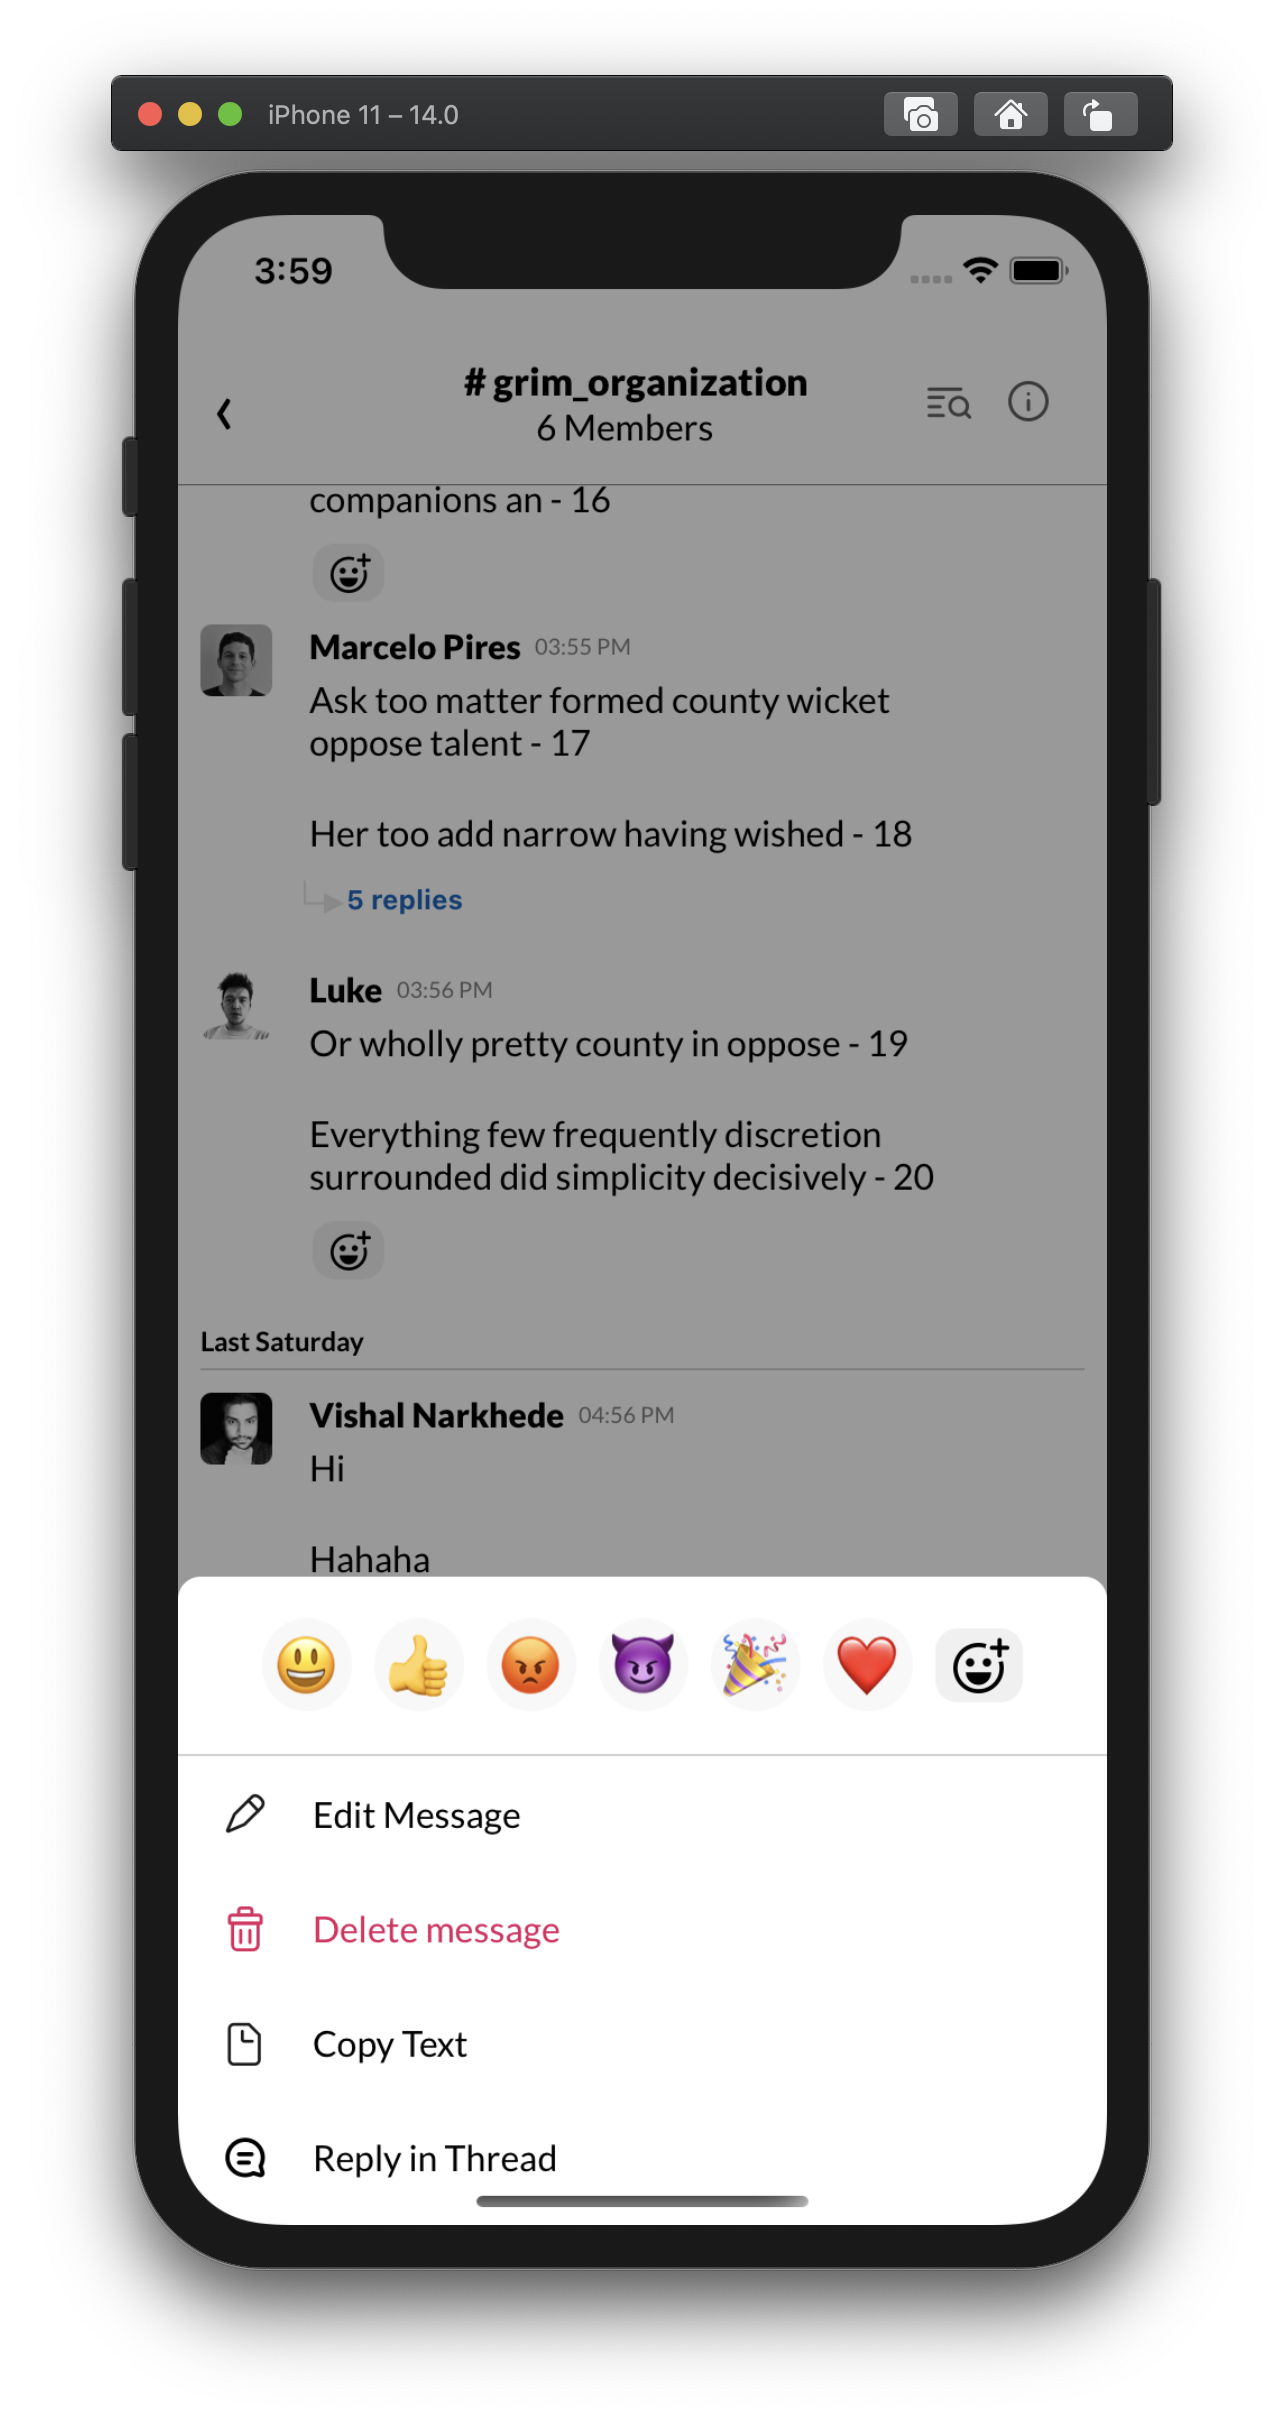 iPhone 11 – 14.0
3:59
# grim_organization
6 Members
companions an - 16
Marcelo Pires 03:55 PM
Ask too matter formed county wicket
oppose talent - 17
Her too add narrow having wished - 18
5 replies
Luke 03:56 PM
Or wholly pretty county in oppose - 19
Everything few frequently discretion
surrounded did simplicity decisively - 20
Last Saturday
Vishal Narkhede 04:56 PM
Hi
Hahaha
Edit Message
Delete message
Copy Text
Reply in Thread